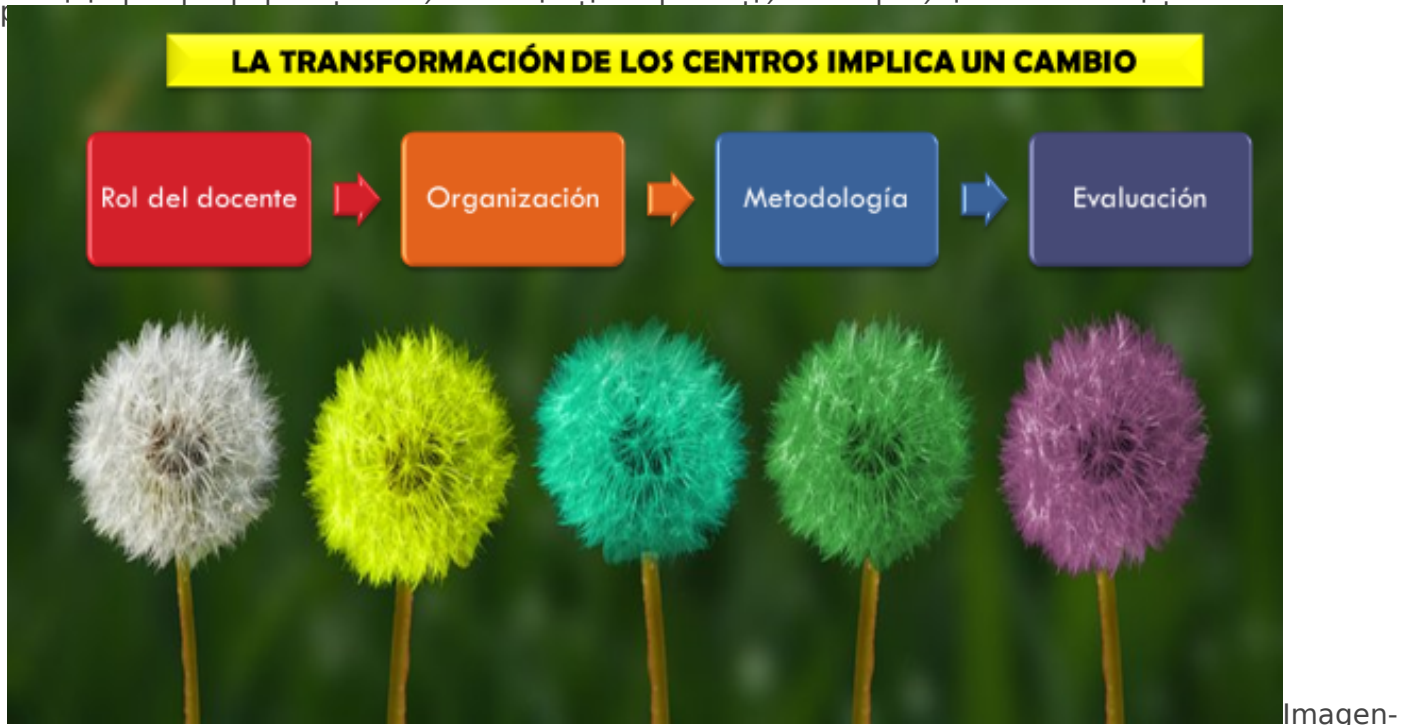 LA TRANSFORMACIÓN DE LOS CENTROS IMPLICA UN CAMBIO
Rol del docente
Organización
Metodología
Evaluación
Imagen-